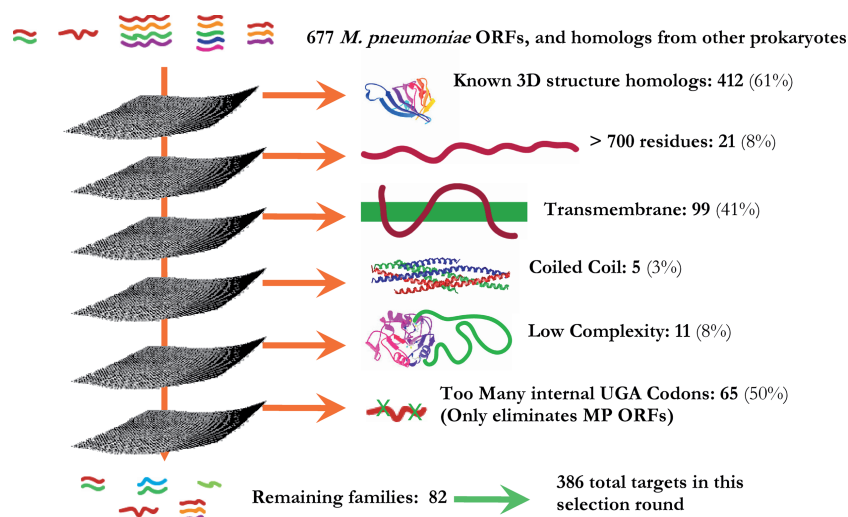 677 M. pneumoniae ORFs, and homologs from other prokaryotes
Known 3D structure homologs: 412 (61%)
> 700 residues: 21 (8%)
Transmembrane: 99 (41%)
Coiled Coil: 5 (3%)
Low Complexity: 11 (8%)
Too Many internal UGA Codons: 65 (50%)
(Only eliminates MP ORFs)
Remaining families: 82
386 total targets in this
selection round